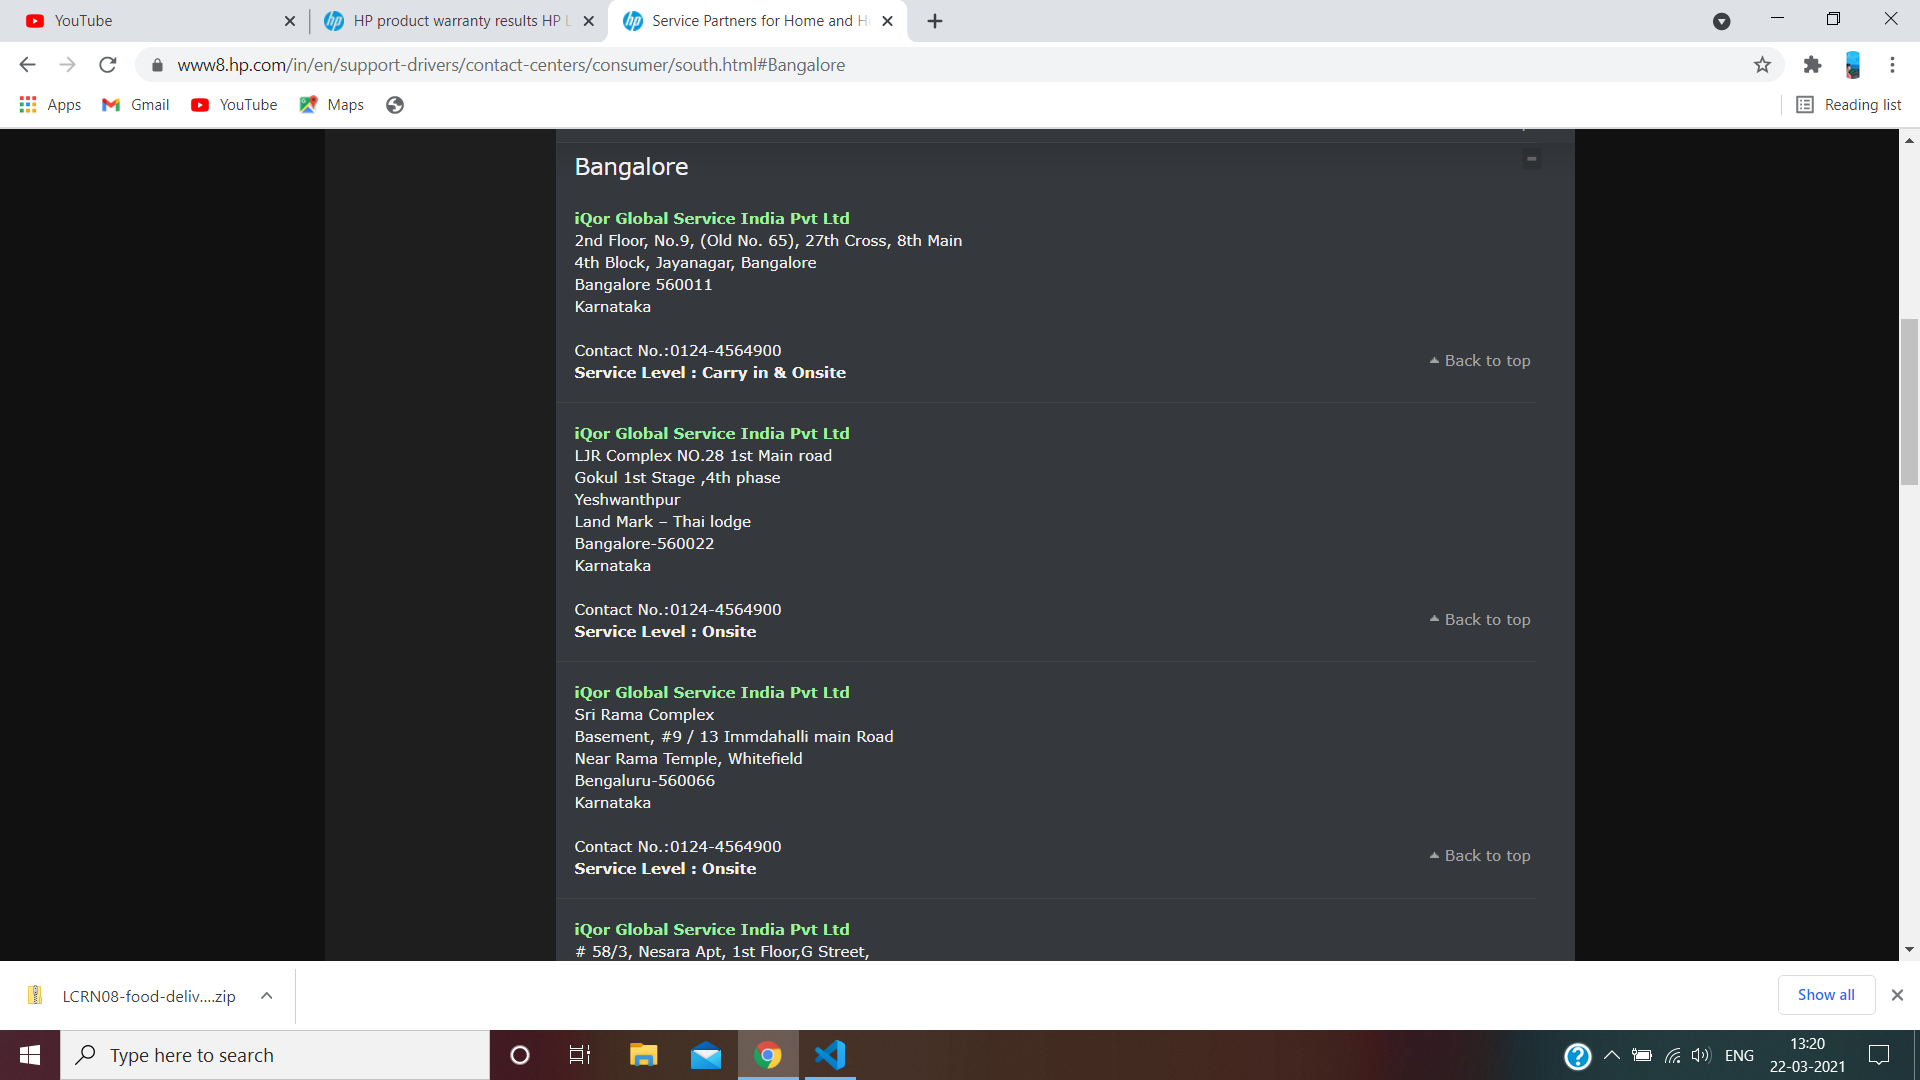 YouTube
HP product warranty results HP L
Service Partners for Home and H
www8.hp.com/in/en/support-drivers/contact-centers/consumer/south.html#Bangalore
Apps
Gmail
YouTube
Maps
Reading list
Bangalore
iQor Global Service India Pvt Ltd
2nd Floor, No.9, (Old No. 65), 27th Cross, 8th Main
4th Block, Jayanagar, Bangalore
Bangalore 560011
Karnataka
Contact No.:0124-4564900
Service Level : Carry in & Onsite
Back to top
iQor Global Service India Pvt Ltd
LJR Complex NO.28 1st Main road
Gokul 1st Stage ,4th phase
Yeshwanthpur
Land Mark – Thai lodge
Bangalore-560022
Karnataka
Contact No.:0124-4564900
Service Level : Onsite
Back to top
iQor Global Service India Pvt Ltd
Sri Rama Complex
Basement, #9 / 13 Immdahalli main Road
Near Rama Temple, Whitefield
Bengaluru-560066
Karnataka
Contact No.:0124-4564900
Service Level : Onsite
Back to top
iQor Global Service India Pvt Ltd
# 58/3, Nesara Apt, 1st Floor,G Street,
LCRN08-food-deliv....zip
Show all
Type here to search
ENG
13:20
22-03-2021